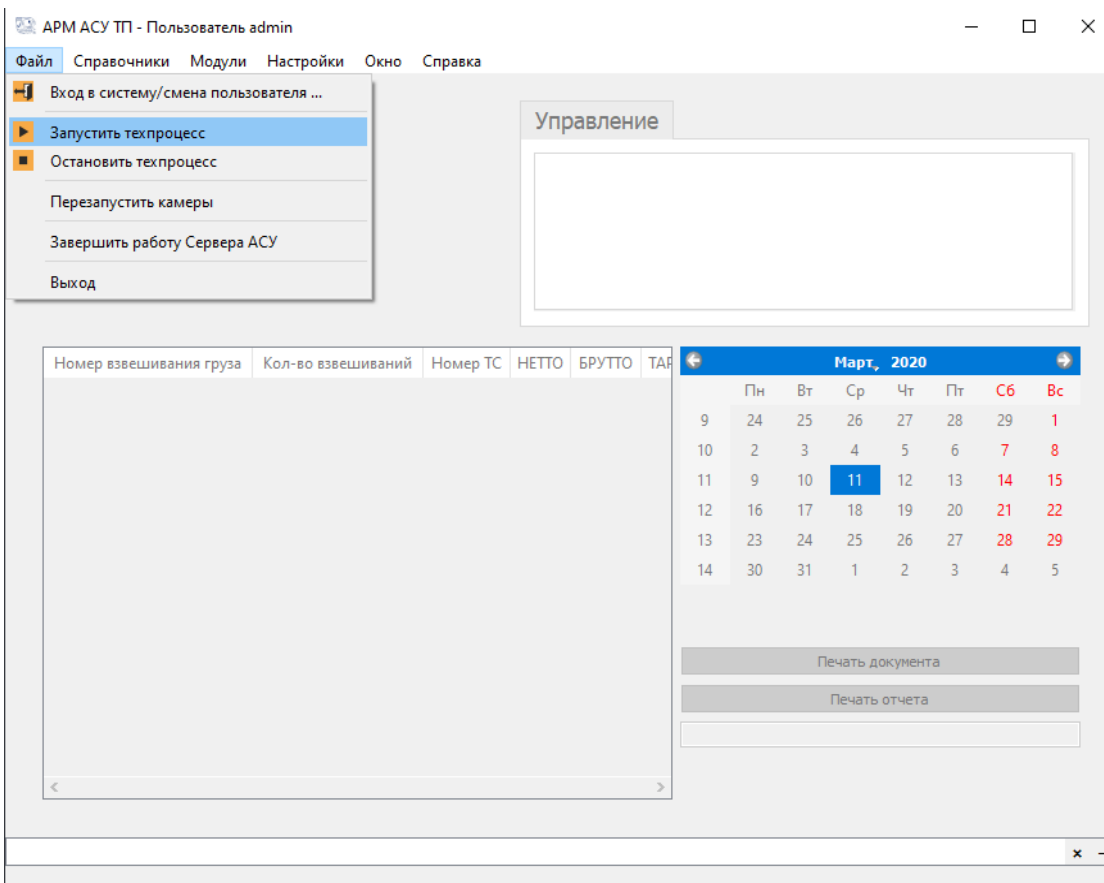 АРМ АСУ ТП - Пользователь admin
Файл Справочники Модули Настройки Окно Справка
Вход в систему/смена пользователя ...
Запустить техпроцесс
Остановить техпроцесс
Перезапустить камеры
Завершить работу Сервера АСУ
Выход
Управление
Номер взвешивания груза Кол-во взвешиваний Номер ТС НЕТТО БРУТТО ТАР
Март, 2020
Пн Вт Ср Чт Пт Сб Вс
9 24 25 26 27 28 29 1
10 2 3 4 5 6 7 8
11 9 10 11 12 13 14 15
12 16 17 18 19 20 21 22
13 23 24 25 26 27 28 29
14 30 31 1 2 3 4 5
Печать документа
Печать отчета